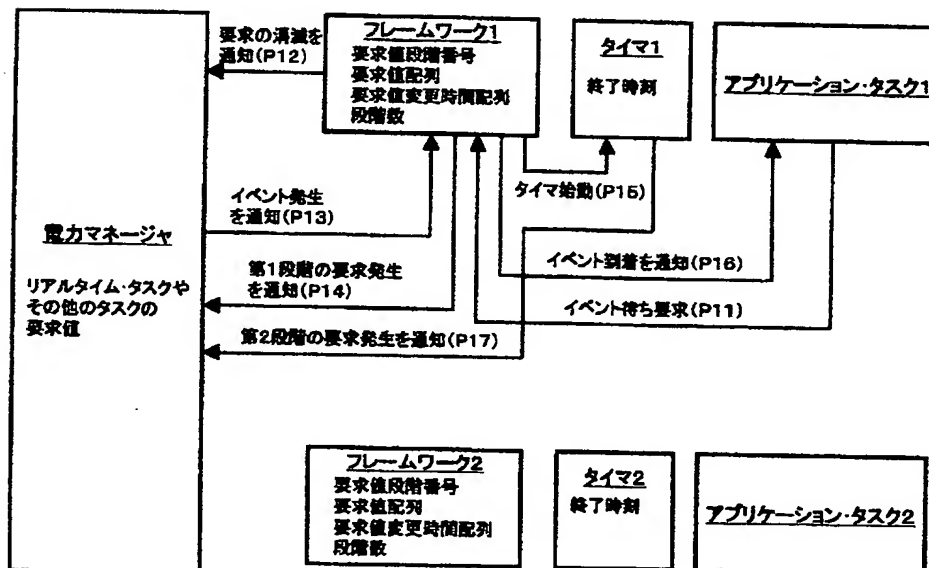 要求の消滅を
通知(P12)
フレームワーク1
要求値段階番号
要求値配列
要求値変更時間配列
段階数
タイマ1
終了時刻
アプリケーション・タスク1
イベント発生
を通知(P13)
タイマ始動(P15)
電力マネージャ
リアルタイム・タスクや
その他のタスクの
要求値
第1段階の要求発生
を通知(P14)
イベント到着を通知(P16)
イベント待ち要求(P11)
第2段階の要求発生を通知(P17)
フレームワーク2
要求値段階番号
要求値配列
要求値変更時間配列
段階数
タイマ2
終了時刻
アプリケーション・タスク2